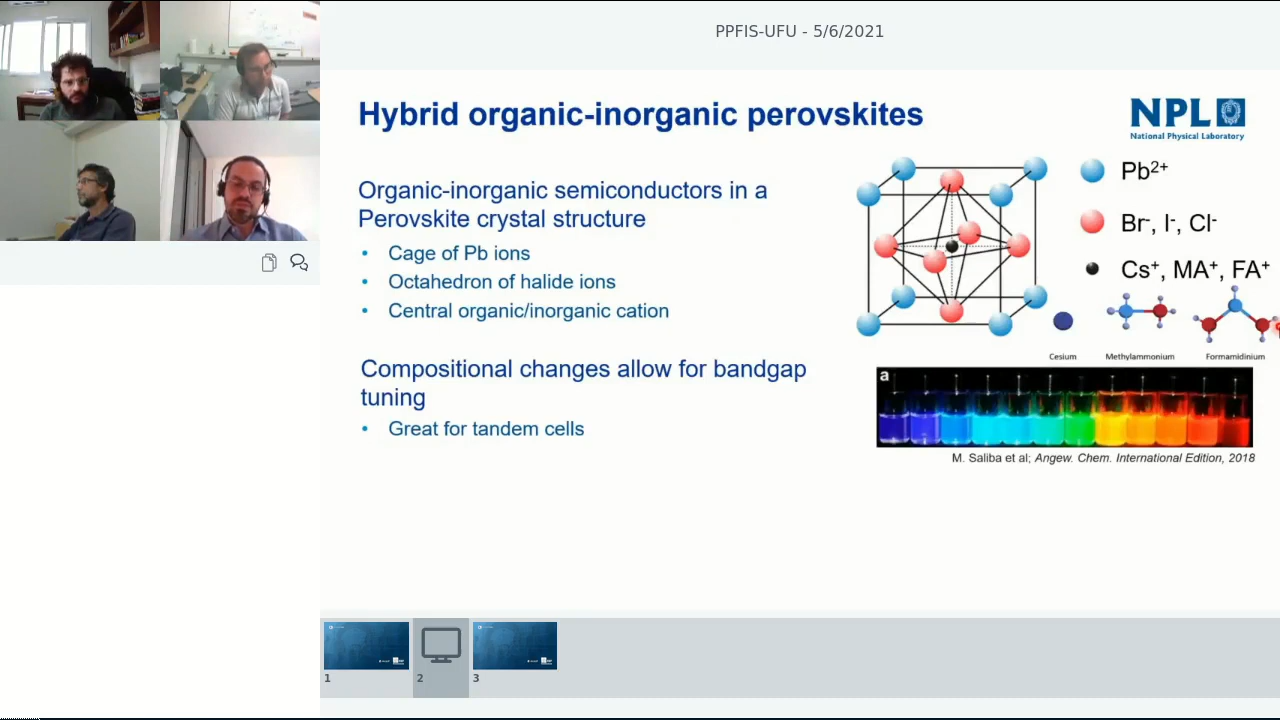 PPFIS-UFU - 5/6/2021
Hybrid organic-inorganic perovskites
NPL
National Physical Laboratory
Organic-inorganic semiconductors in a
Perovskite crystal structure
• Cage of Pb ions
• Octahedron of halide ions
• Central organic/inorganic cation
Compositional changes allow for bandgap
tuning
• Great for tandem cells
Pb²⁺
Br⁻, I⁻, Cl⁻
Cs⁺, MA⁺, FA⁺
Cesium
Methylammonium
Formamidinium
a
M. Saliba et al; Angew. Chem. International Edition, 2018
1
2
3